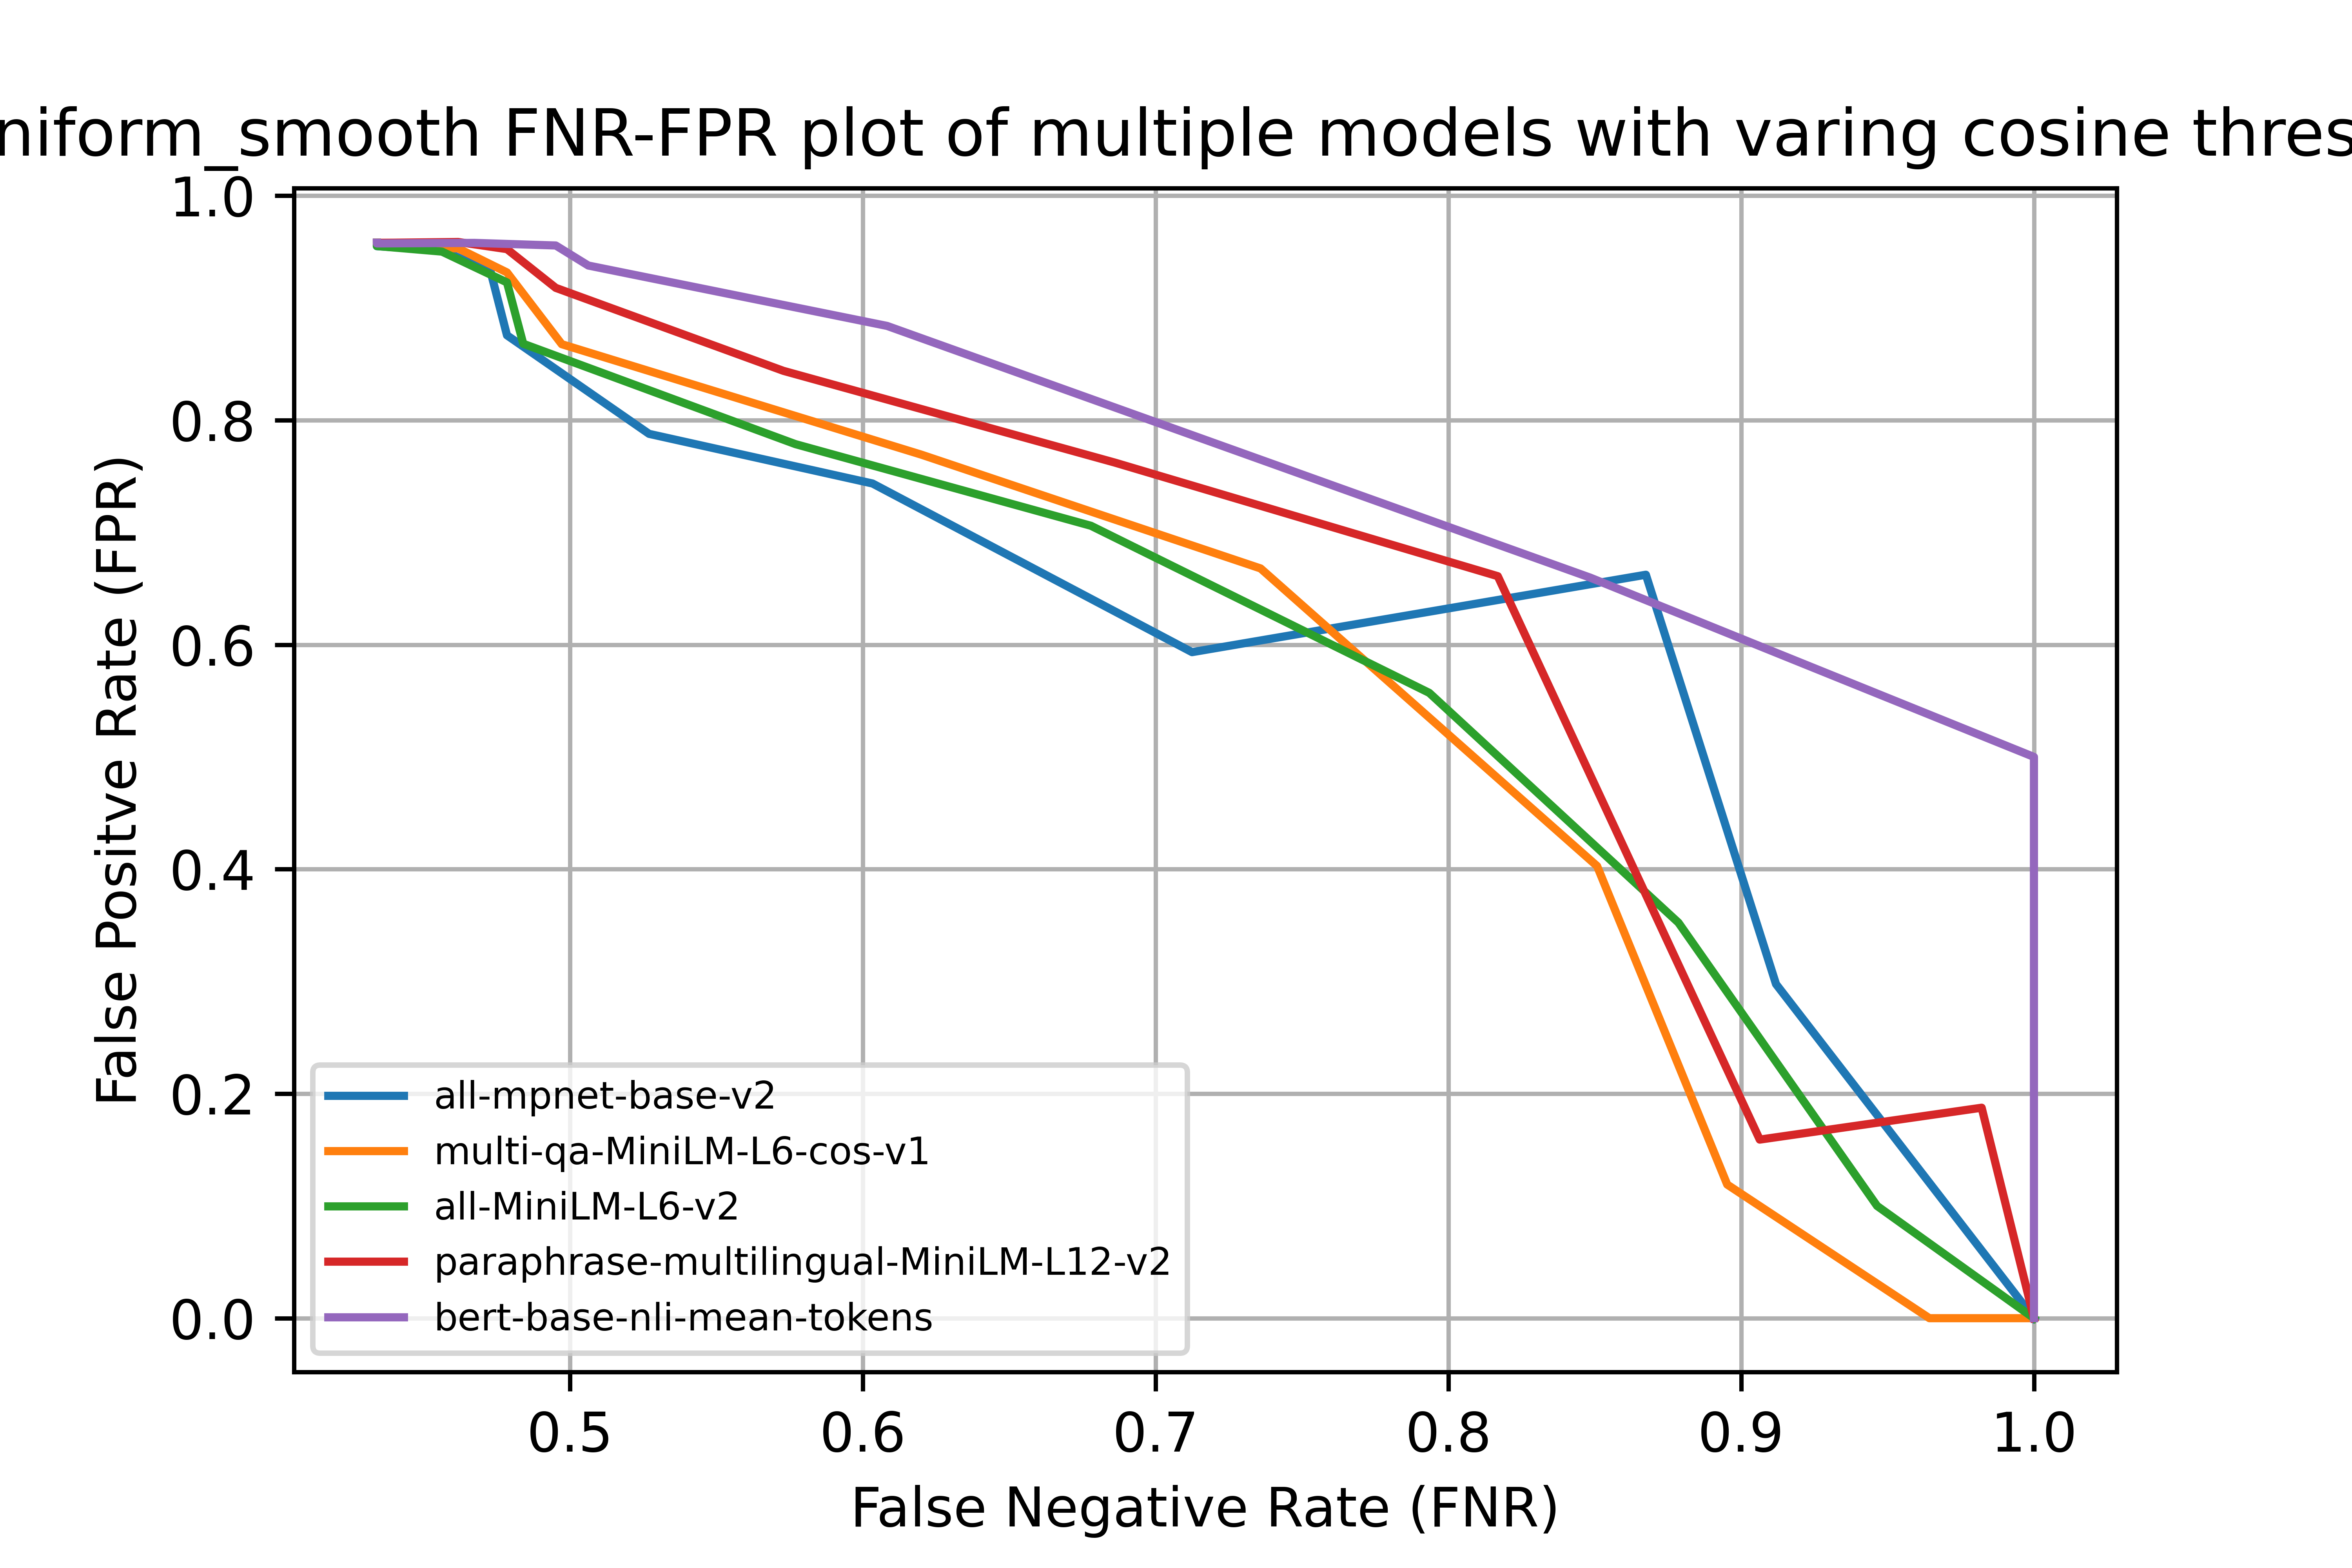 niform_smooth FNR-FPR plot of multiple models with varing cosine thres
1.0
0.8
0.6
0.4
0.2
0.0
False Positve Rate (FPR)
all-mpnet-base-v2
multi-qa-MiniLM-L6-cos-v1
all-MiniLM-L6-v2
paraphrase-multilingual-MiniLM-L12-v2
bert-base-nli-mean-tokens
0.5 0.6 0.7 0.8 0.9 1.0
False Negative Rate (FNR)